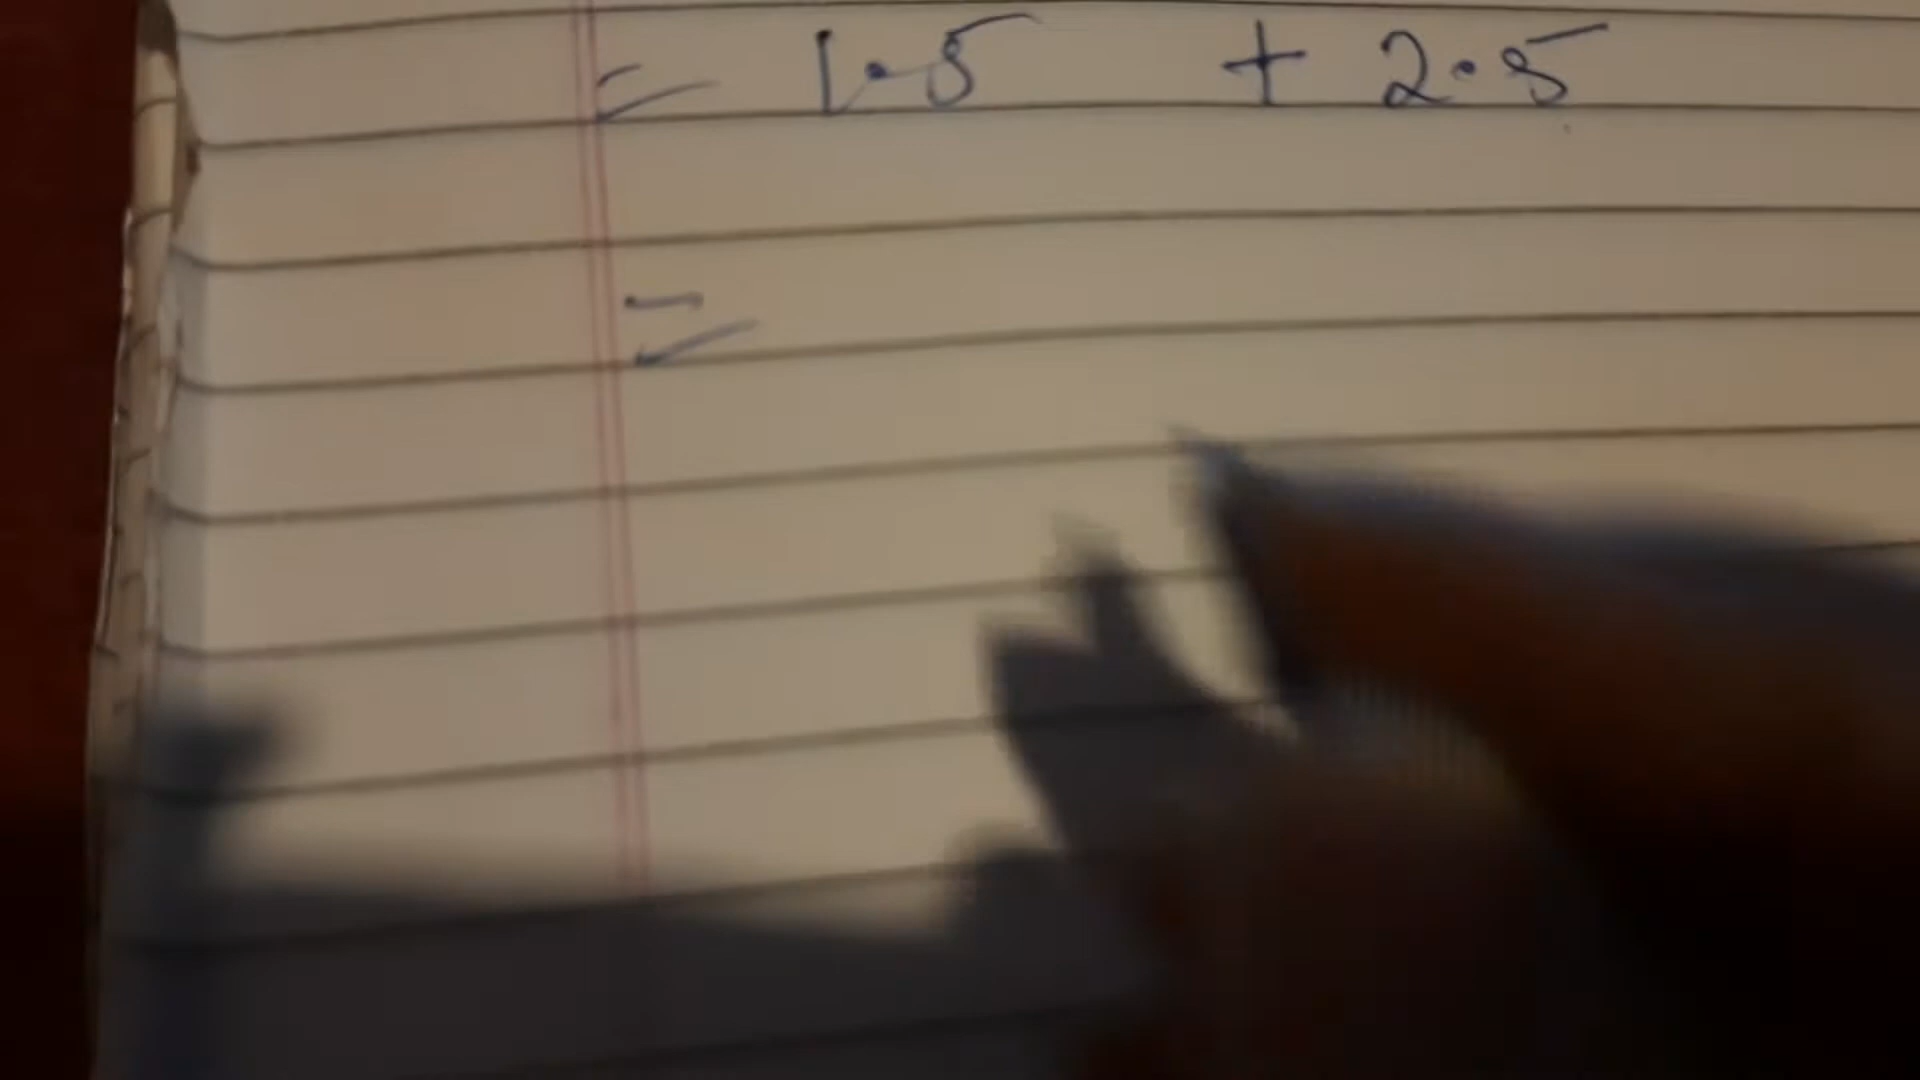 = 1.5 + 2.5
=